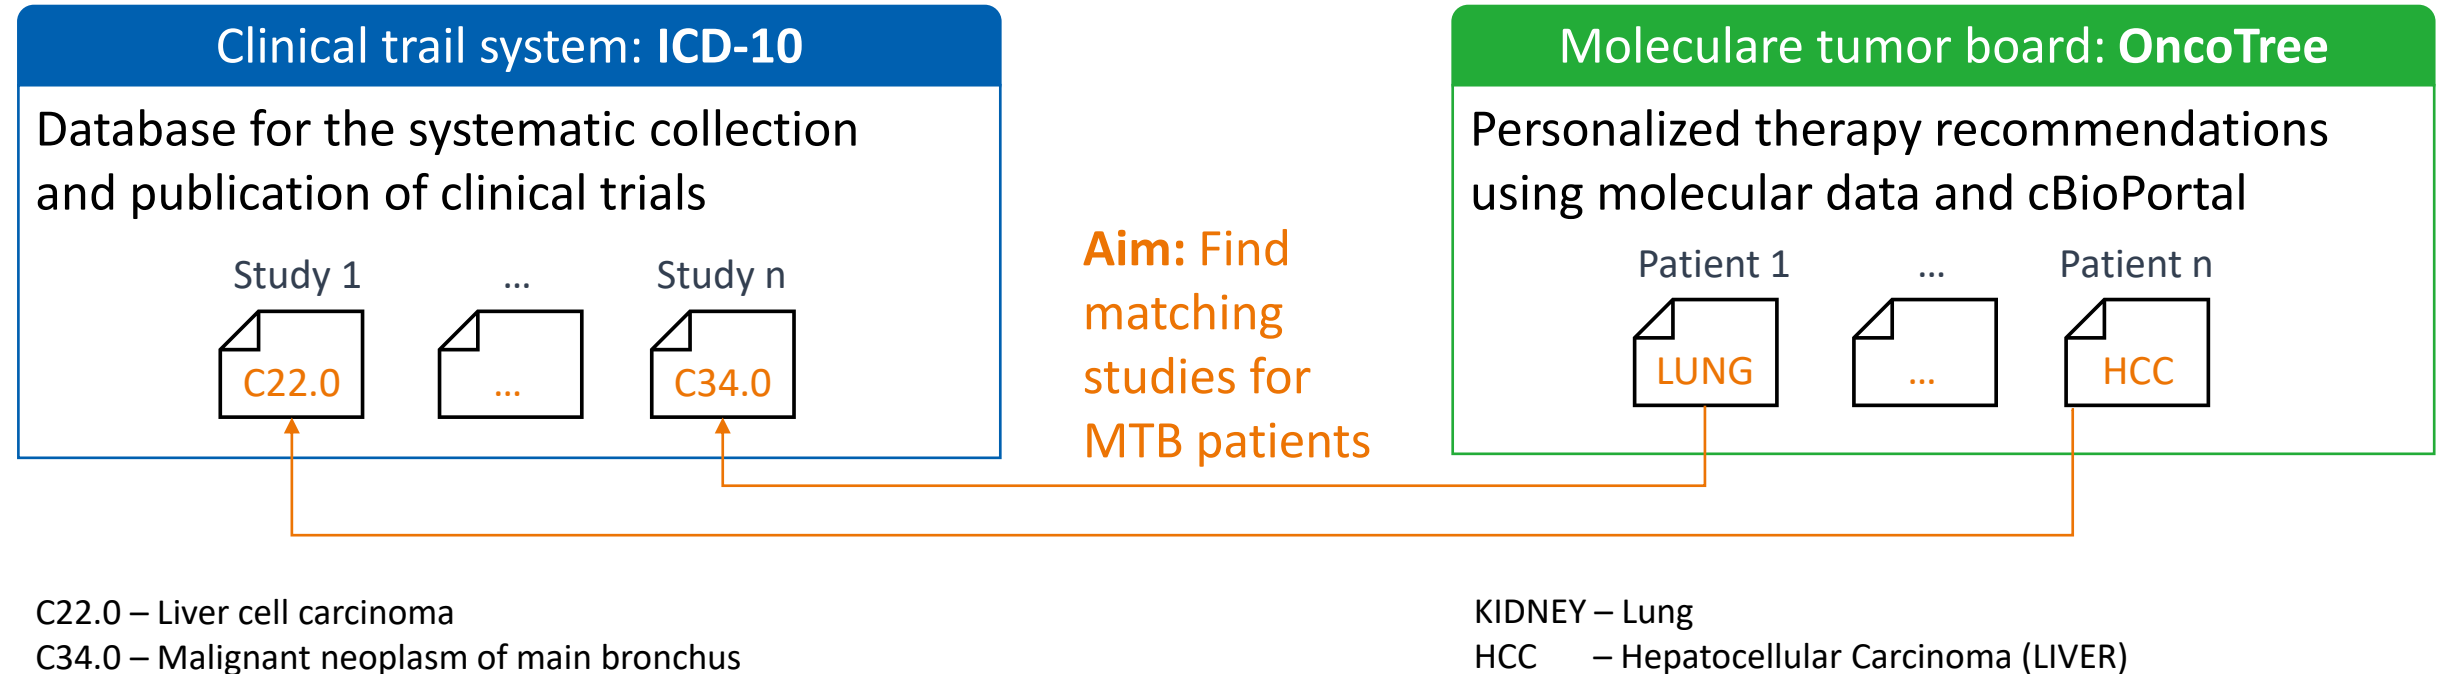 Clinical trail system: ICD-10
Database for the systematic collection
and publication of clinical trials
Study 1
...
Study n
C22.0
...
C34.0
Aim: Find
matching
studies for
MTB patients
Moleculare tumor board: OncoTree
Personalized therapy recommendations
using molecular data and cBioPortal
Patient 1
...
Patient n
LUNG
...
HCC
C22.0 – Liver cell carcinoma
C34.0 – Malignant neoplasm of main bronchus
KIDNEY – Lung
HCC – Hepatocellular Carcinoma (LIVER)